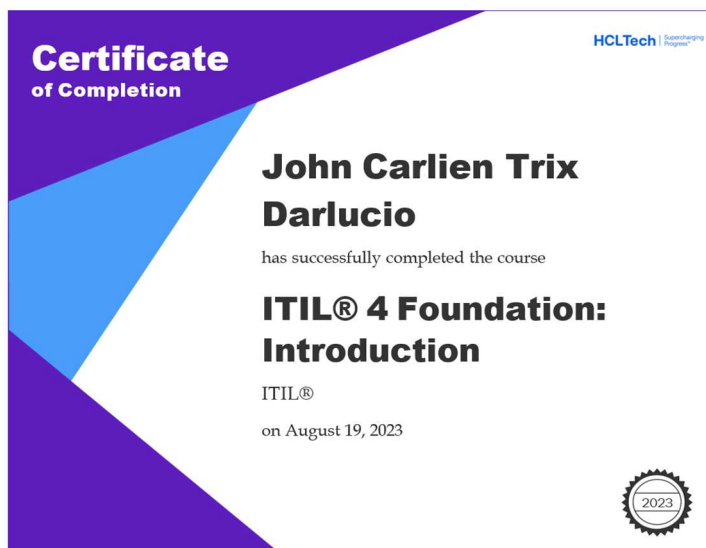 Certificate
of Completion
HCLTech | Supercharging
Progress™
John Carlien Trix
Darlucio
has successfully completed the course
ITIL® 4 Foundation:
Introduction
ITIL®
on August 19, 2023
2023